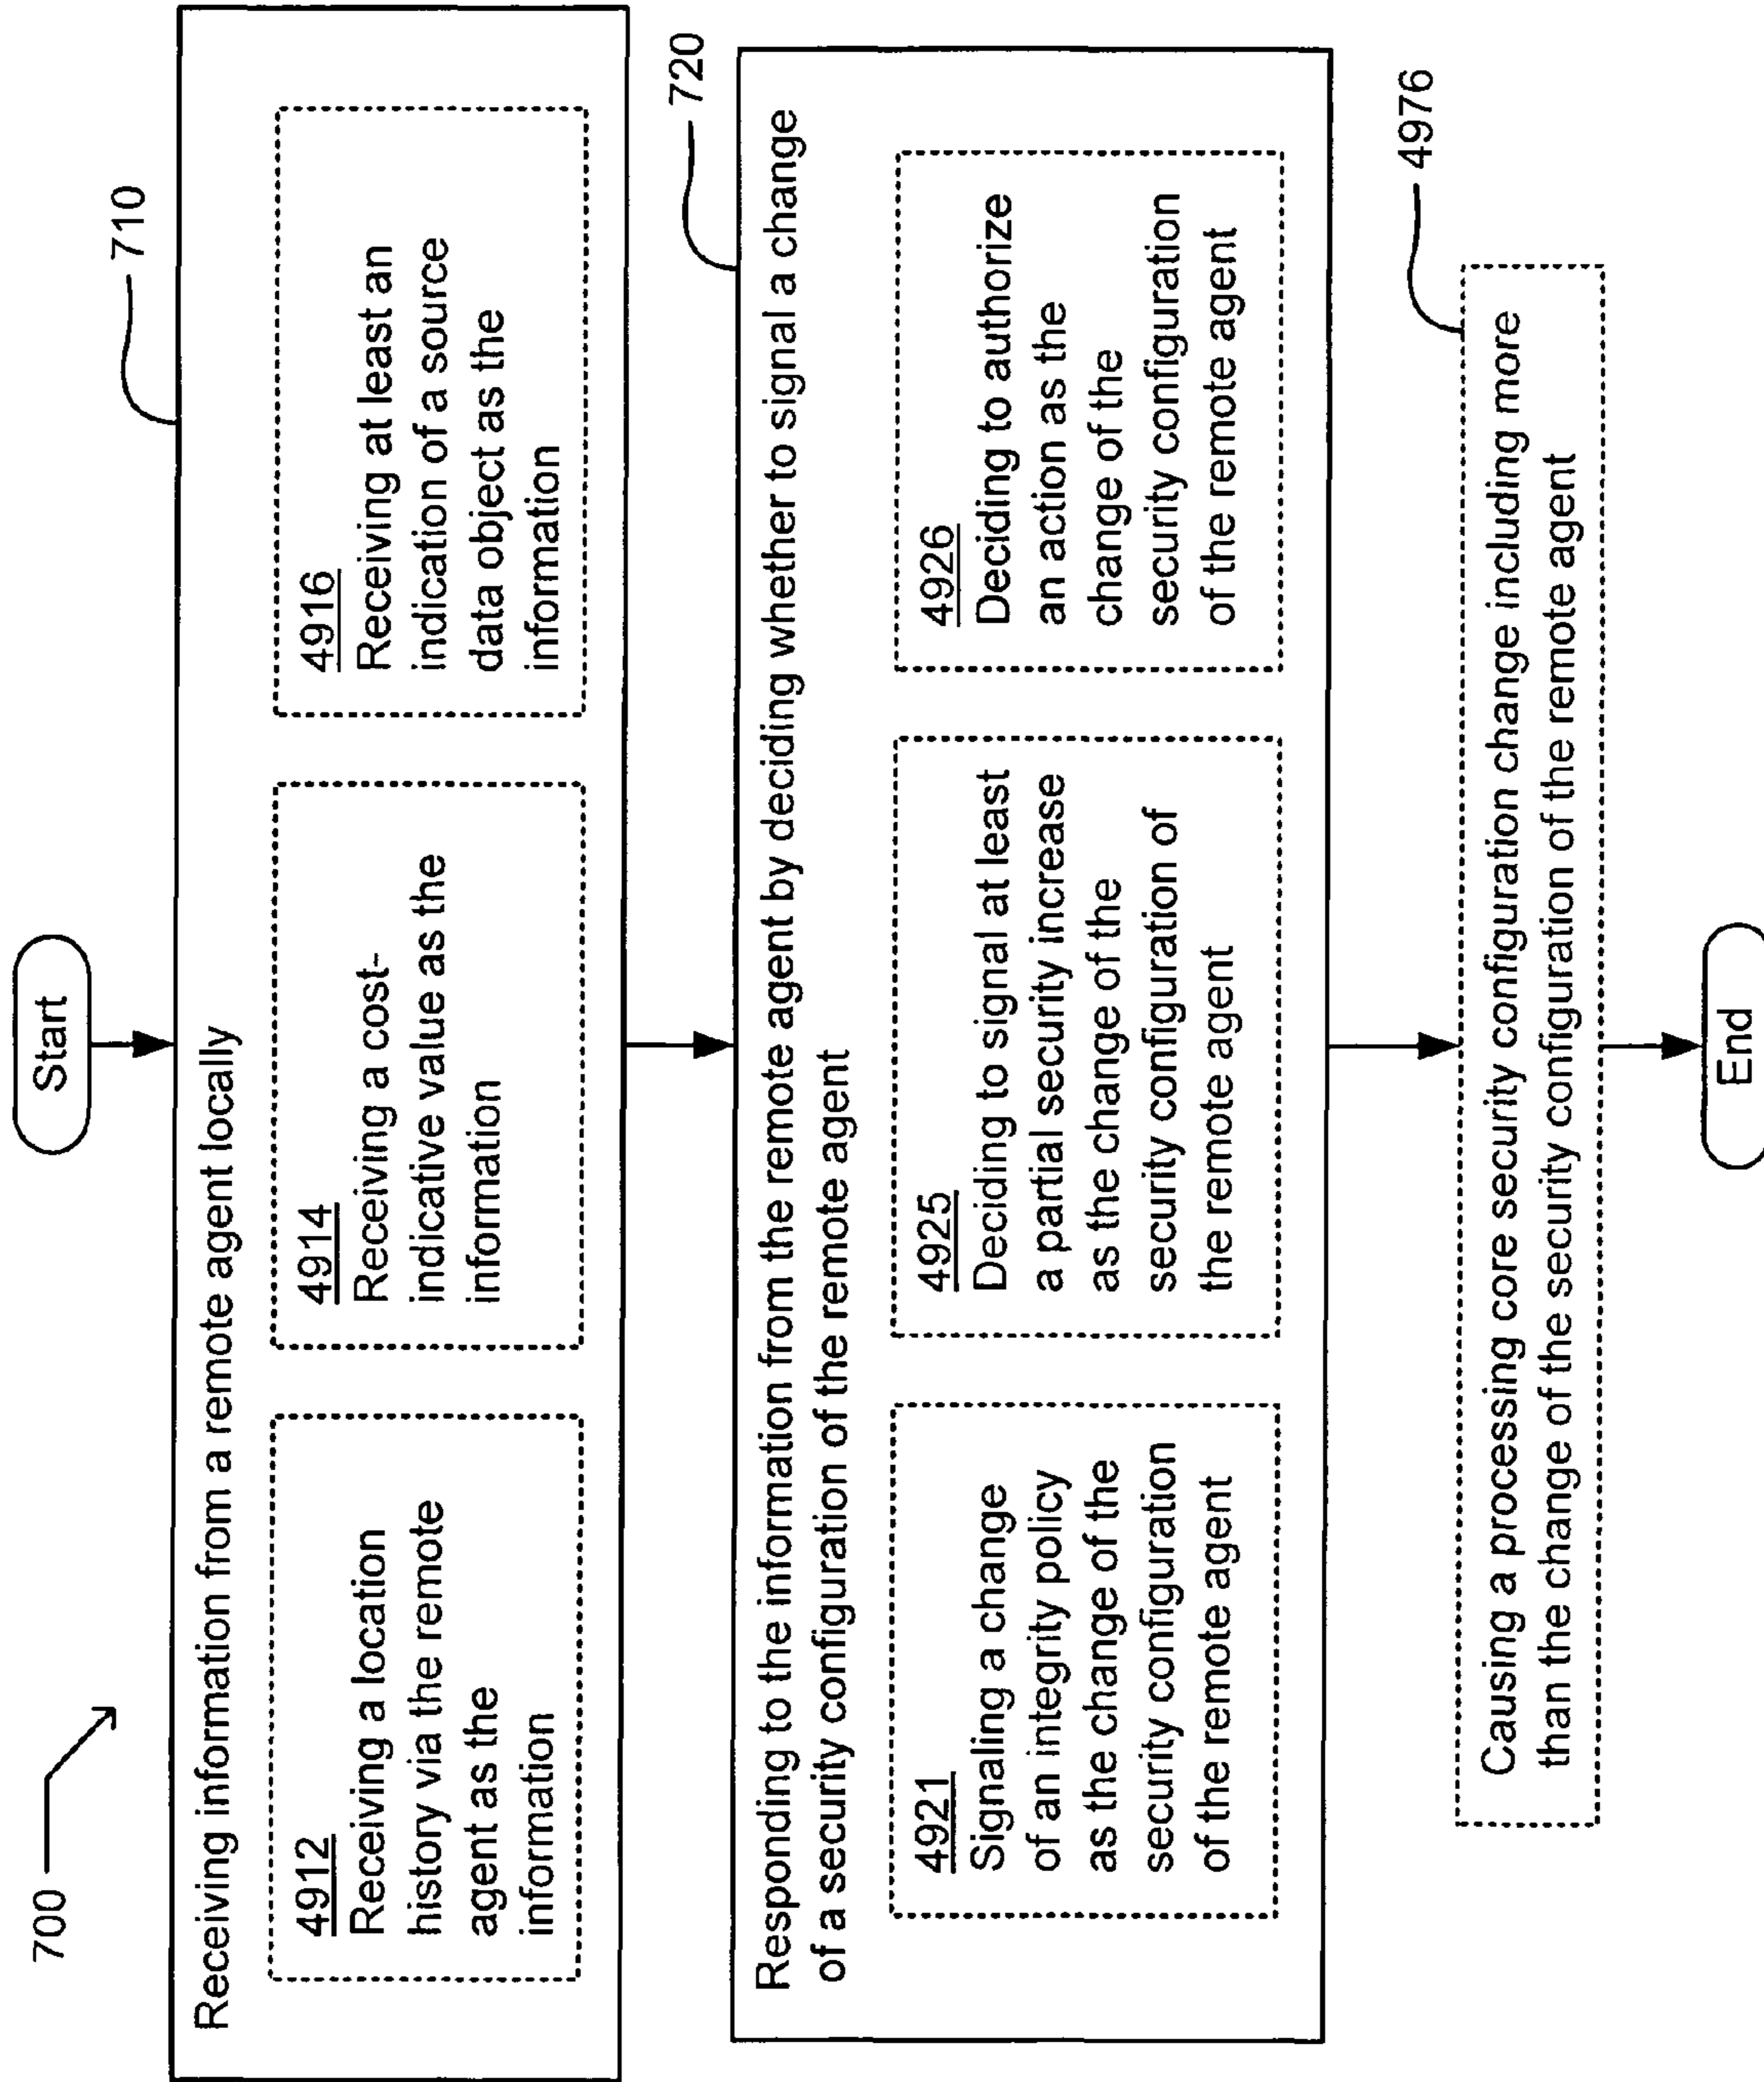 700
Start
710
Receiving information from a remote agent locally
4912
Receiving a location
history via the remote
agent as the
information
4914
Receiving a cost-
indicative value as the
information
4916
Receiving at least an
indication of a source
data object as the
information
720
Responding to the information from the remote agent by deciding whether to signal a change
of a security configuration of the remote agent
4921
Signaling a change
of an integrity policy
as the change of the
security configuration
of the remote agent
4925
Deciding to signal at least
a partial security increase
as the change of the
security configuration of
the remote agent
4926
Deciding to authorize
an action as the
change of the
security configuration
of the remote agent
4976
Causing a processing core security configuration change including more
than the change of the security configuration of the remote agent
End